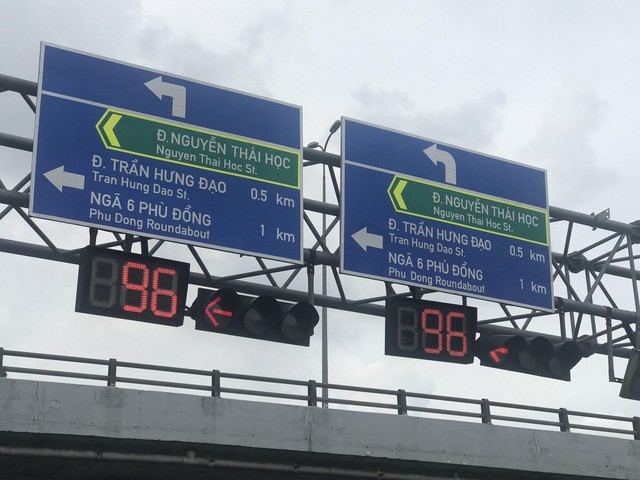 Đ.NGUYỄN THÁI HỌC
Nguyen Thai Hoc St.
Đ. TRẦN HƯNG ĐẠO
Tran Hung Dao St.
0.5 km
NGÃ 6 PHÙ ĐỔNG
Phu Dong Roundabout
1 km
96
Đ.NGUYỄN THÁI HỌC
Nguyen Thai Hoc St.
Đ. TRẦN HƯNG ĐẠO
Tran Hung Dao St.
0.5 km
NGÃ 6 PHÙ ĐỔNG
Phu Dong Roundabout
1 km
96